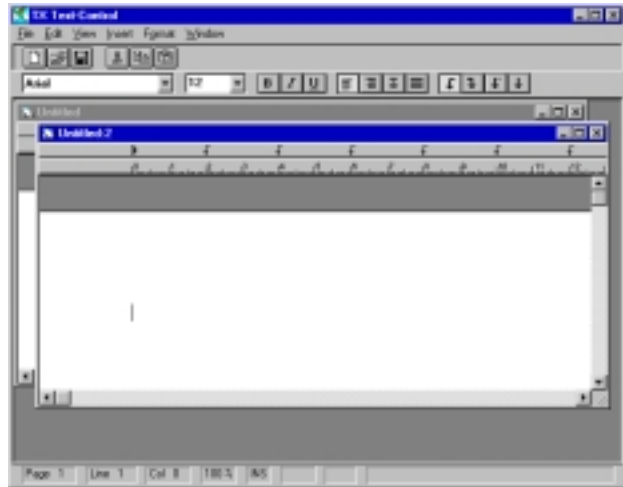 TX Text-Control
File Edit View Insert Format Window
Arial 12 B I U
Untitled
Untitled:2
Page 1 Line 1 Col 0 100 % INS